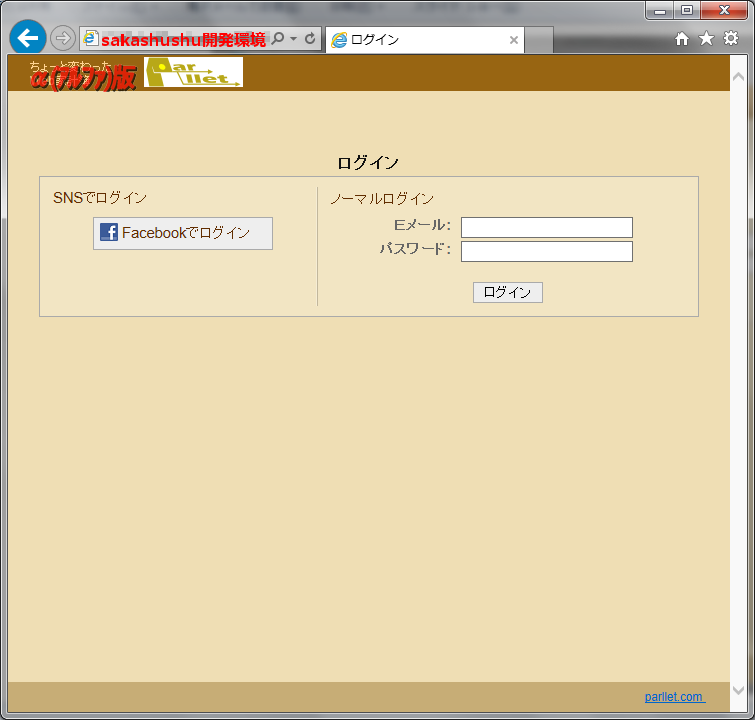 sakashushu開発環境
ログイン
ちょっと変わった
α(アルファ)版
Par
llet
ログイン
SNSでログイン
Facebookでログイン
ノーマルログイン
Eメール:
パスワード:
ログイン
parllet.com